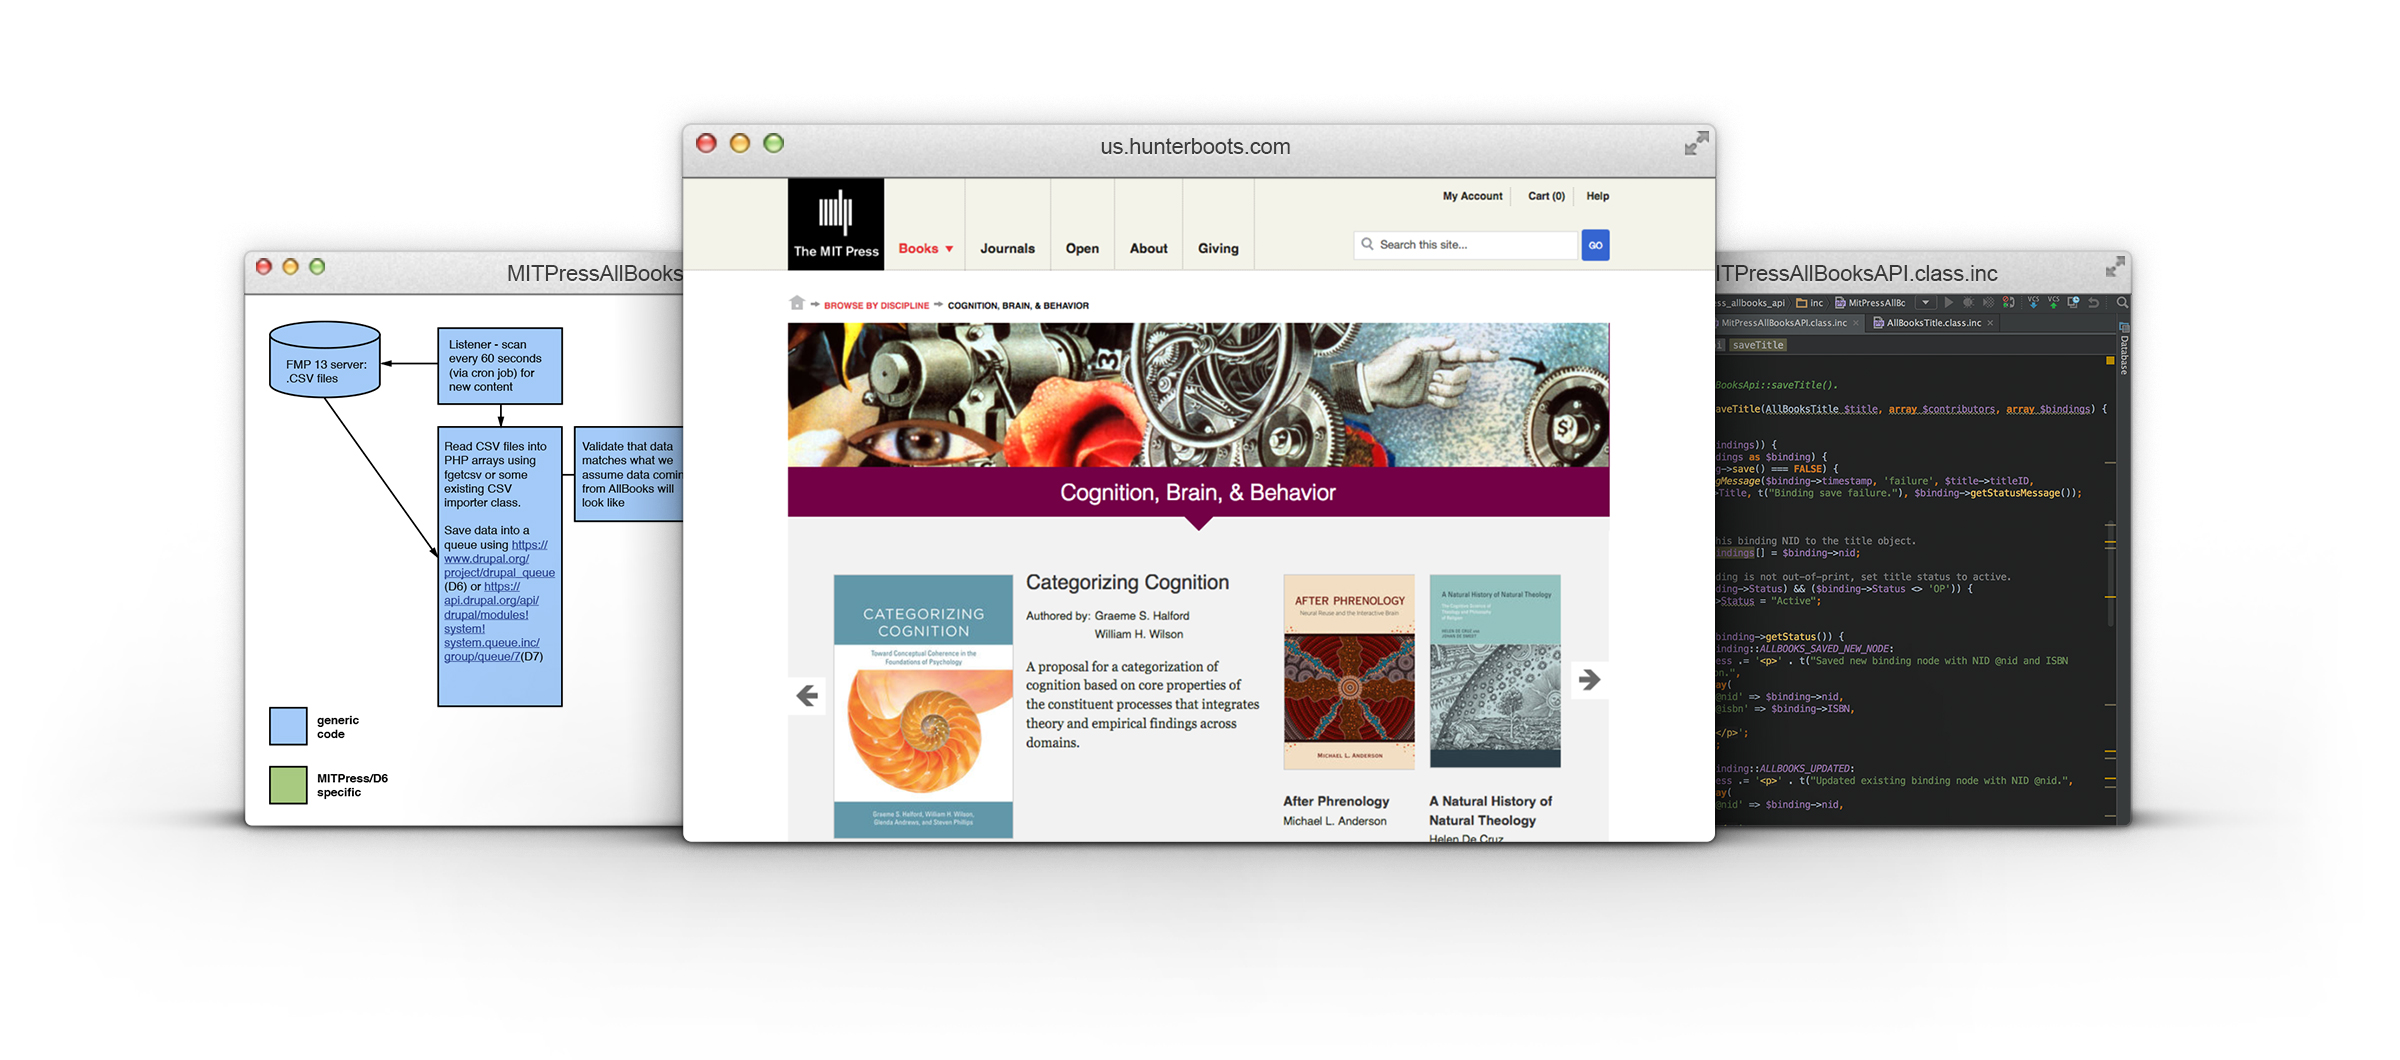 MITPressAllBooks
FMP 13 server:
.CSV files
Listener - scan
every 60 seconds
(via cron job) for
new content
Read CSV files into
PHP arrays using
fgetcsv or some
existing CSV
importer class.
Save data into a
queue using https://
www.drupal.org/
project/drupal_queue
(D6) or https://
api.drupal.org/api/
drupal/modules!
system!
system.queue.inc/
group/queue/7(D7)
Validate that data
matches what we
assume data comin
from AllBooks will
look like
generic
code
MITPress/D6
specific
us.hunterboots.com
The MIT Press
Books
Journals
Open
About
Giving
My Account
Cart (0)
Help
Search this site...
GO
BROWSE BY DISCIPLINE
COGNITION, BRAIN, & BEHAVIOR
3
$
Cognition, Brain, & Behavior
CATEGORIZING
COGNITION
Toward Conceptual Coherence in the
Foundations of Psychology
Graeme S. Halford, William H. Wilson,
Glenda Andrews, and Steven Phillips
Categorizing Cognition
Authored by: Graeme S. Halford
William H. Wilson
A proposal for a categorization of
cognition based on core properties of
the constituent processes that integrates
theory and empirical findings across
domains.
AFTER PHRENOLOGY
Neural Reuse and the Interactive Brain
MICHAEL L. ANDERSON
After Phrenology
Michael L. Anderson
A Natural History of Natural Theology
The Cognitive Science of
Theology and Philosophy
of Religion
HELEN DE CRUZ AND
JOHAN DE SMEDT
A Natural History of
Natural Theology
Helen De Cruz
ITPressAllBooksAPI.class.inc
ss_allbooks_api
inc
MitPressAllBc
VCS
VCS
MitPressAllBooksAPI.class.inc
AllBooksTitle.class.inc
i
saveTitle
Database
BooksApi::saveTitle().
aveTitle(AllBooksTitle $title, array $contributors, array $bindings) {
indings)) {
dings as $binding) {
g->save() === FALSE) {
gMessage($binding->timestamp, 'failure', $title->titleID,
>Title, t("Binding save failure."), $binding->getStatusMessage());
his binding NID to the title object.
indings[] = $binding->nid;
ding is not out-of-print, set title status to active.
ding->Status) && ($binding->Status <> 'OP')) {
>Status = "Active";
binding->getStatus()) {
inding::ALLBOOKS_SAVED_NEW_NODE:
ess .= '<p>' . t("Saved new binding node with NID @nid and ISBN
on.",
ay(
@nid' => $binding->nid,
@isbn' => $binding->ISBN,
</p>';
;
inding::ALLBOOKS_UPDATED:
ess .= '<p>' . t("Updated existing binding node with NID @nid.",
ay(
@nid' => $binding->nid,